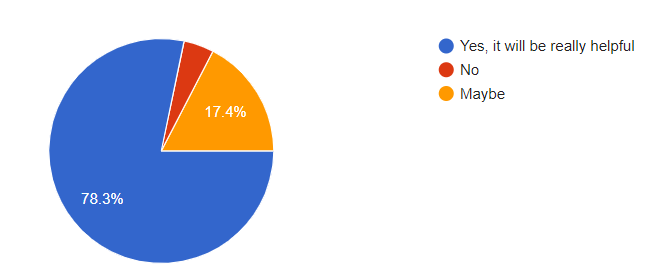 Yes, it will be really helpful
No
Maybe
17.4%
78.3%